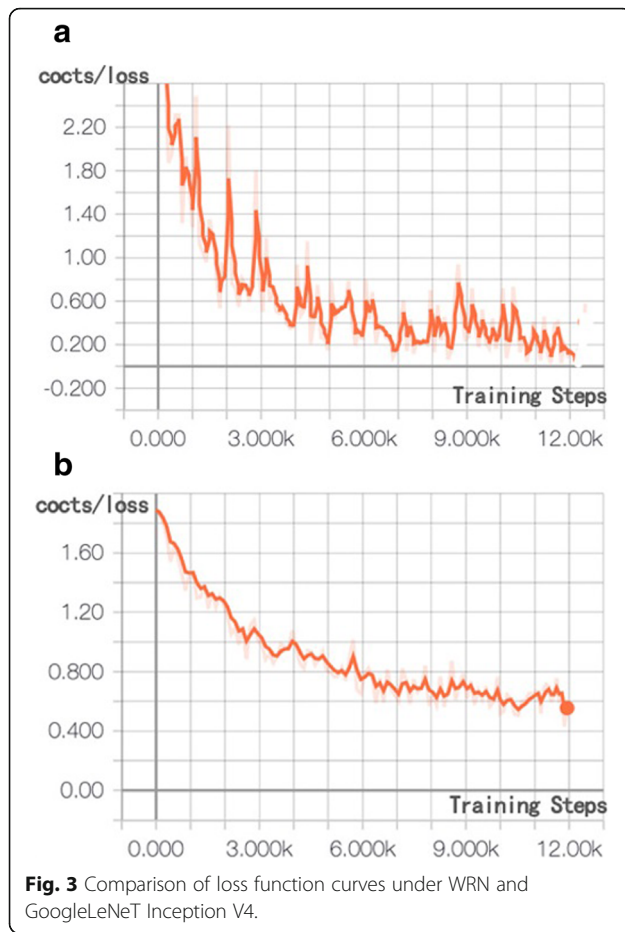 a
cocts/loss
2.20
1.80
1.40
1.00
0.600
0.200
-0.200
Training Steps
0.000 3.000k 6.000k 9.000k 12.00k
b
cocts/loss
1.60
1.20
0.800
0.400
0.00
Training Steps
0.000 3.000k 6.000k 9.000k 12.00k
Fig. 3 Comparison of loss function curves under WRN and
GoogleLeNeT Inception V4.